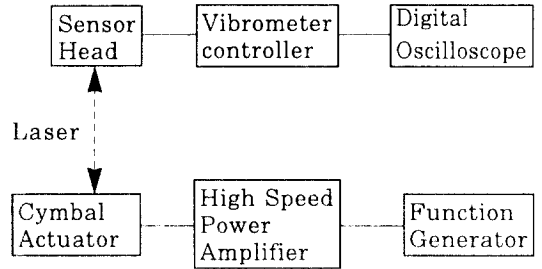 Sensor
Head
Vibrometer
controller
Digital
Oscilloscope
Laser
Cymbal
Actuator
High Speed
Power
Amplifier
Function
Generator